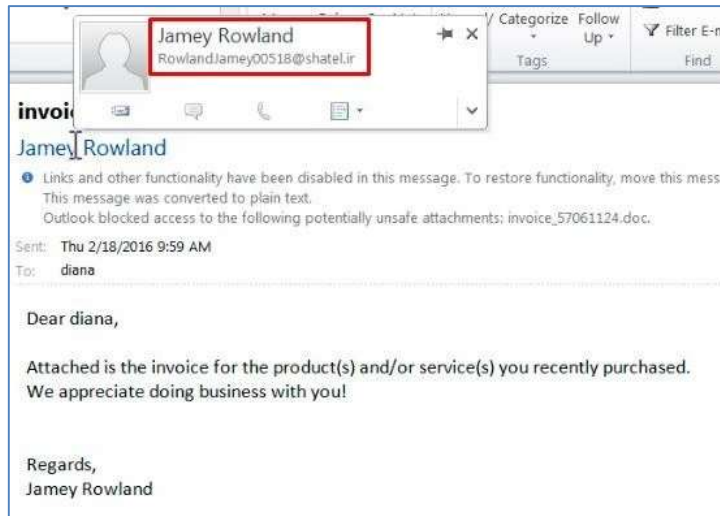 Jamey Rowland
RowlandJamey00518@shatel.ir
Categorize
Follow
Up
Filter E-m
Tags
Find
invoi
Jamey Rowland
Links and other functionality have been disabled in this message. To restore functionality, move this mess
This message was converted to plain text.
Outlook blocked access to the following potentially unsafe attachments: invoice_57061124.doc.
Sent: Thu 2/18/2016 9:59 AM
To: diana
Dear diana,
Attached is the invoice for the product(s) and/or service(s) you recently purchased.
We appreciate doing business with you!
Regards,
Jamey Rowland